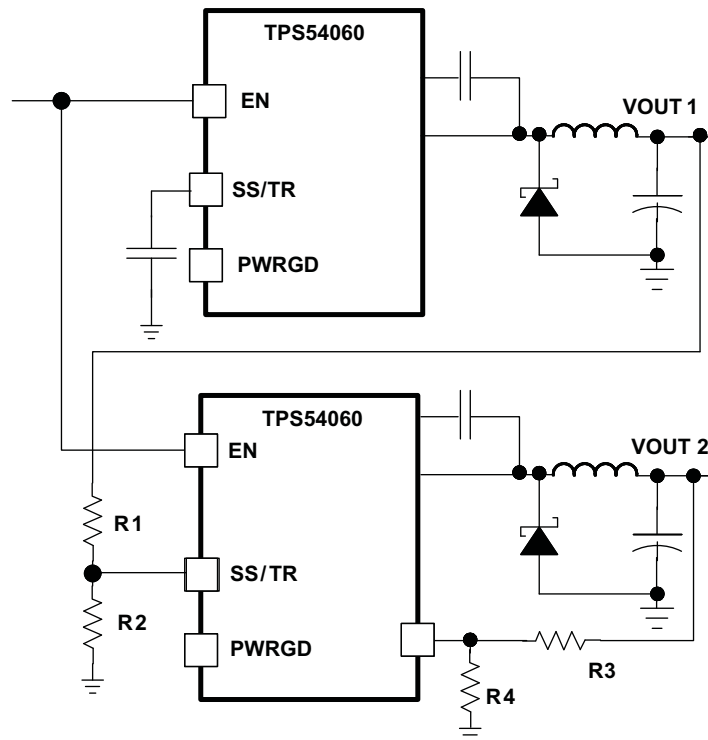 TPS54060
EN
VOUT 1
SS/TR
PWRGD
TPS54060
EN
VOUT 2
R1
SS/TR
R2
PWRGD
R3
R4